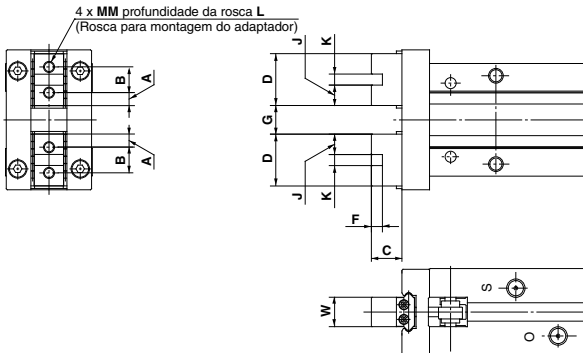 4 x MM profundidade da rosca L
(Rosca para montagem do adaptador)
B
A
B
A
J
K
D
G
D
J
K
F
C
W
S
O